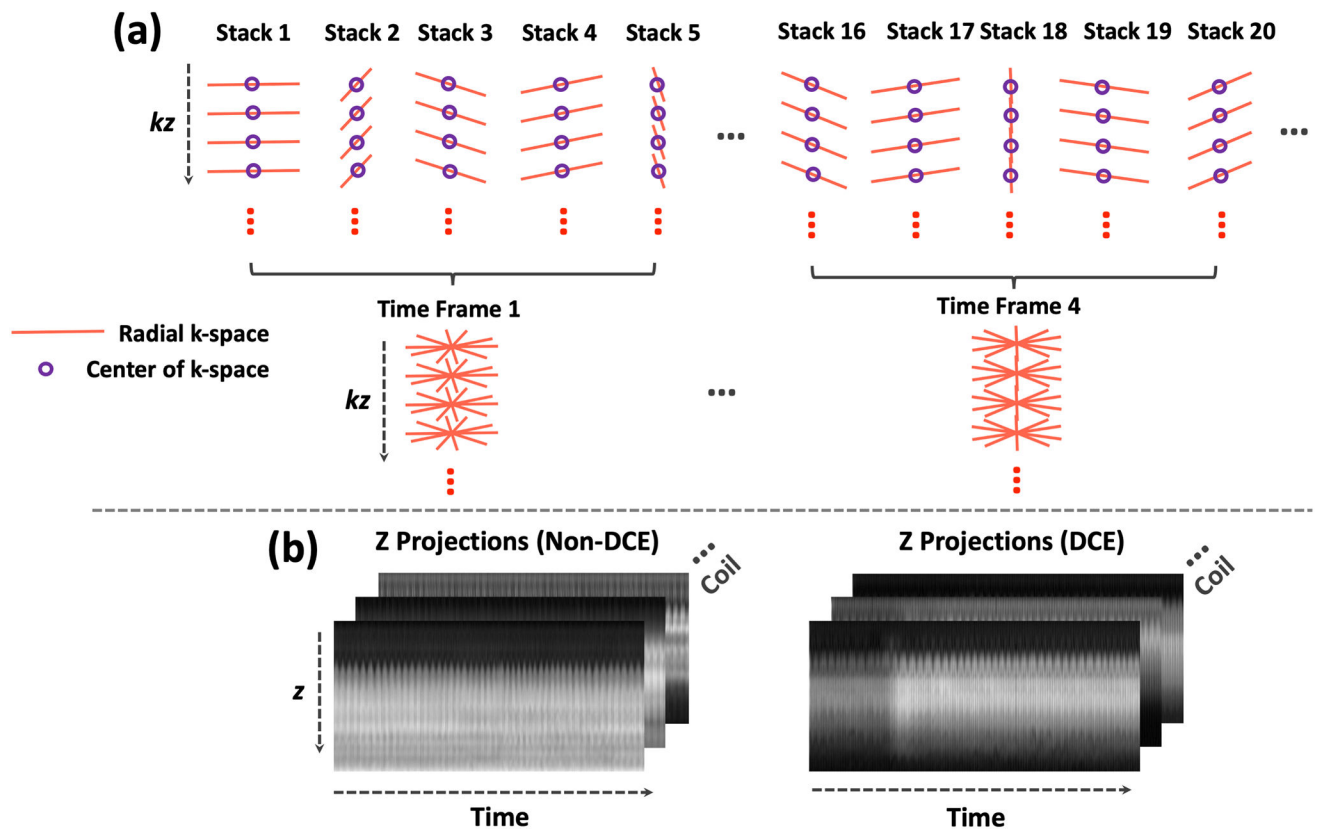 (a)
Stack 1 Stack 2 Stack 3 Stack 4 Stack 5 Stack 16 Stack 17 Stack 18 Stack 19 Stack 20
kz
...
...
Time Frame 1 Time Frame 4
Radial k-space
Center of k-space
kz
...
(b)
Z Projections (Non-DCE) Z Projections (DCE)
... Coil ... Coil
z
Time Time